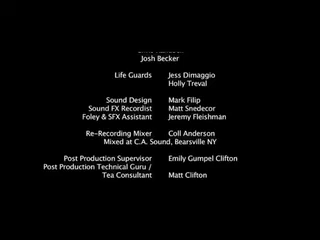 Josh Becker
Life Guards Jess Dimaggio
Holly Treval
Sound Design Mark Filip
Sound FX Recordist Matt Snedecor
Foley & SFX Assistant Jeremy Fleishman
Re-Recording Mixer Coll Anderson
Mixed at C.A. Sound, Bearsville NY
Post Production Supervisor Emily Gumpel Clifton
Post Production Technical Guru /
Tea Consultant Matt Clifton